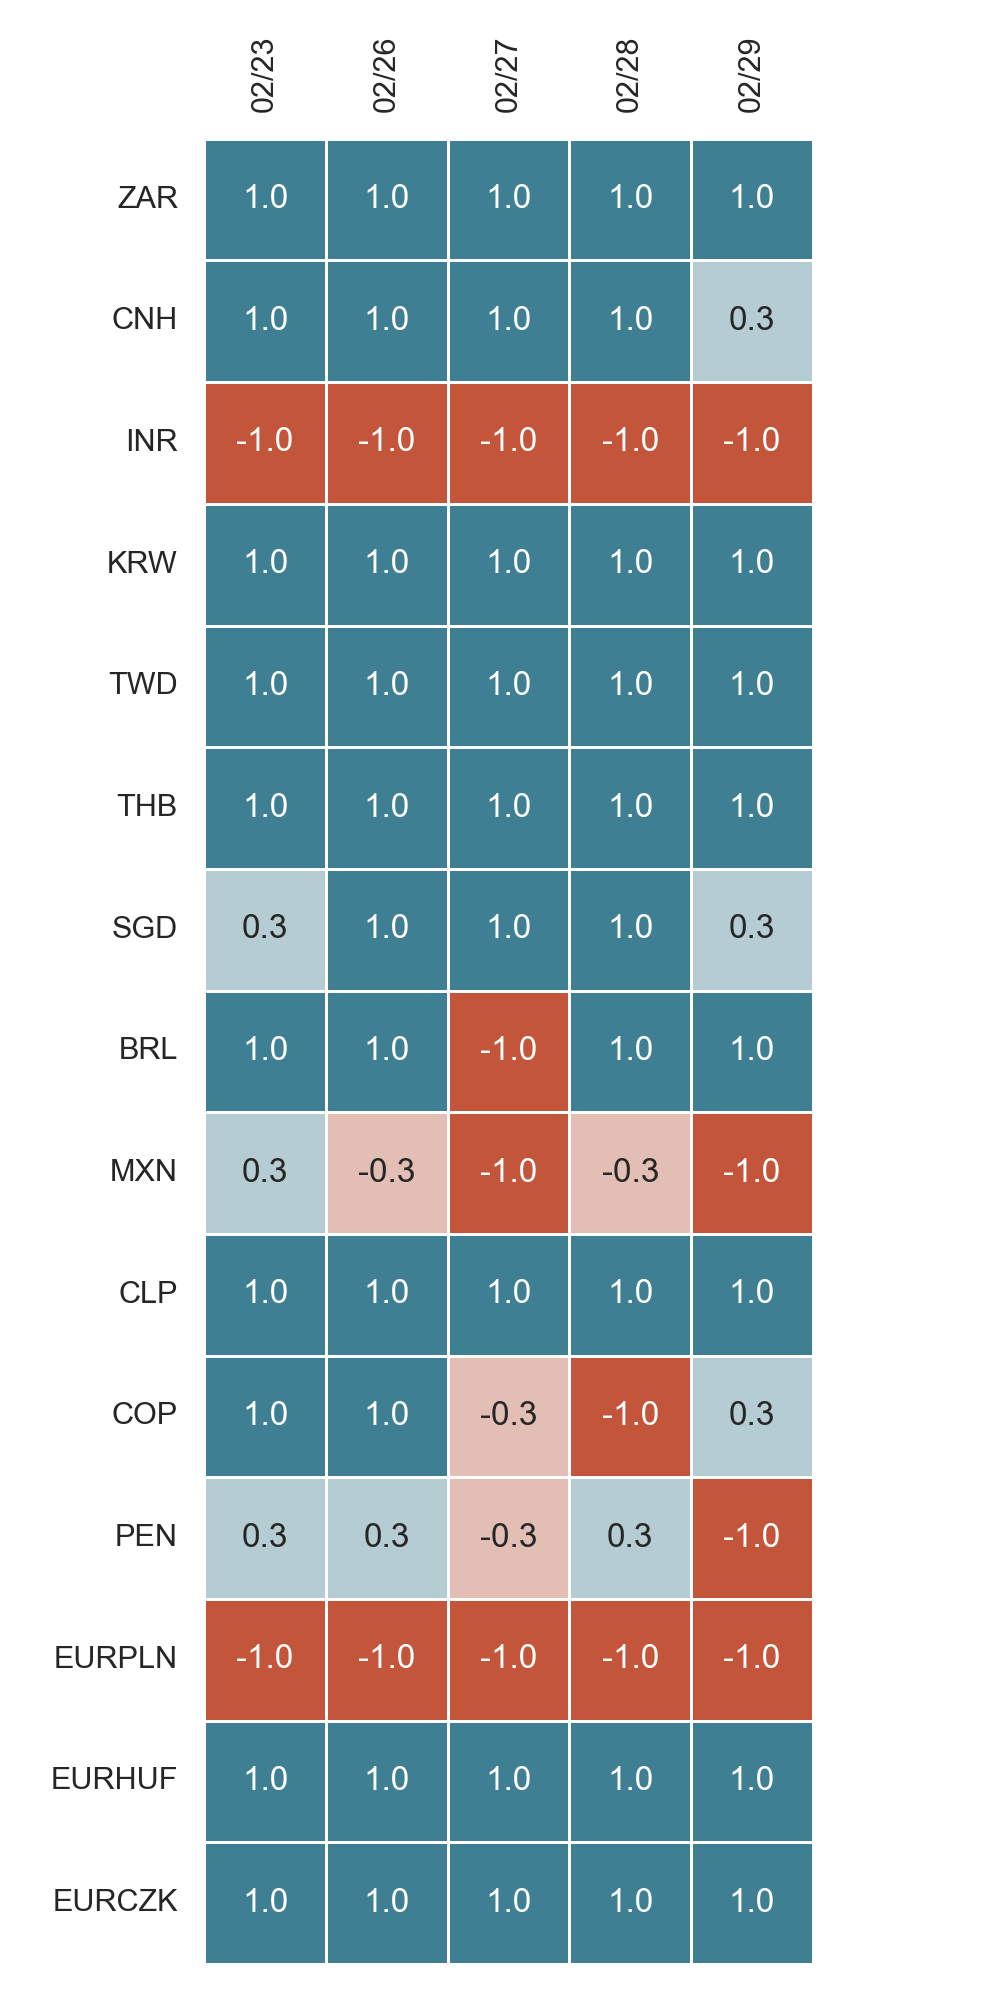 02/23 02/26 02/27 02/28 02/29
ZAR 1.0 1.0 1.0 1.0 1.0
CNH 1.0 1.0 1.0 1.0 0.3
INR -1.0 -1.0 -1.0 -1.0 -1.0
KRW 1.0 1.0 1.0 1.0 1.0
TWD 1.0 1.0 1.0 1.0 1.0
THB 1.0 1.0 1.0 1.0 1.0
SGD 0.3 1.0 1.0 1.0 0.3
BRL 1.0 1.0 -1.0 1.0 1.0
MXN 0.3 -0.3 -1.0 -0.3 -1.0
CLP 1.0 1.0 1.0 1.0 1.0
COP 1.0 1.0 -0.3 -1.0 0.3
PEN 0.3 0.3 -0.3 0.3 -1.0
EURPLN -1.0 -1.0 -1.0 -1.0 -1.0
EURHUF 1.0 1.0 1.0 1.0 1.0
EURCZK 1.0 1.0 1.0 1.0 1.0